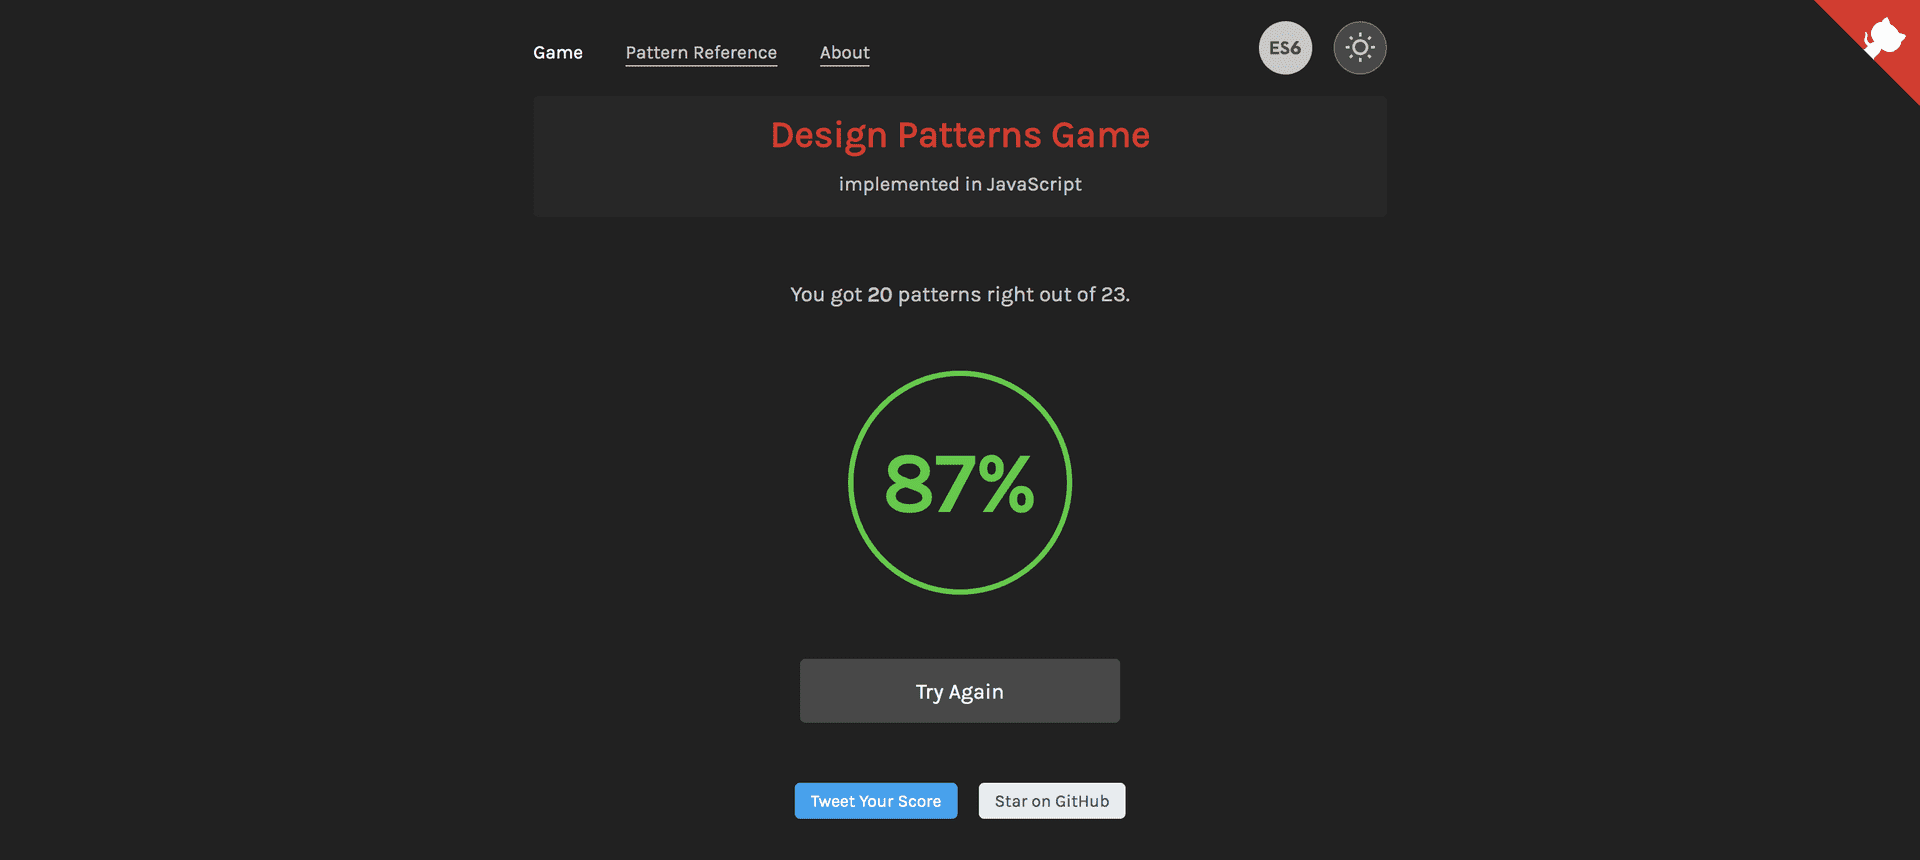 Game Pattern Reference About ES6
Design Patterns Game
implemented in JavaScript
You got 20 patterns right out of 23.
87%
Try Again
Tweet Your Score Star on GitHub